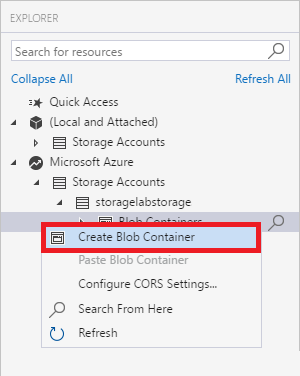 EXPLORER
Search for resources
Collapse All Refresh All
Quick Access
(Local and Attached)
Storage Accounts
Microsoft Azure
Storage Accounts
storagelabstorage
Blob Containers
Create Blob Container
Paste Blob Container
Configure CORS Settings...
Search From Here
Refresh